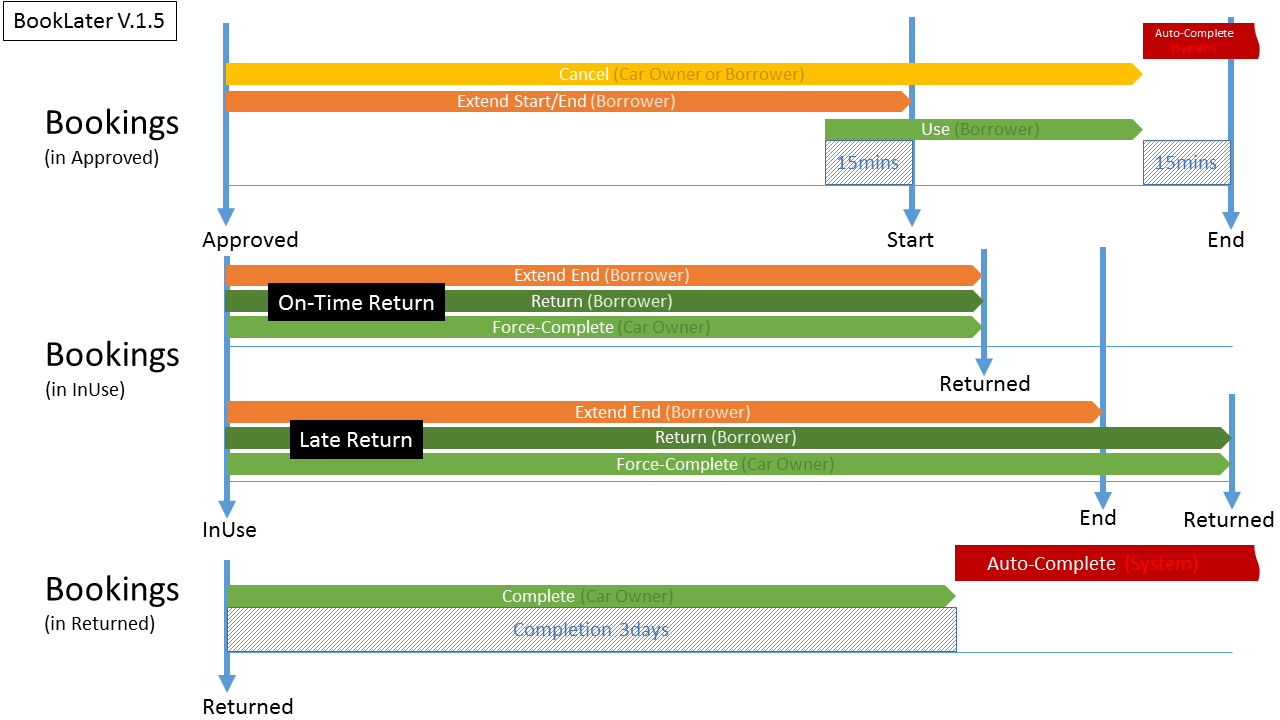 BookLater V.1.5
Auto-Complete
(System)
Cancel (Car Owner or Borrower)
Extend Start/End (Borrower)
Bookings
(in Approved)
Use (Borrower)
15mins
15mins
Approved
Start
End
Extend End (Borrower)
On-Time Return
Return (Borrower)
Force-Complete (Car Owner)
Bookings
(in InUse)
Returned
Extend End (Borrower)
Late Return
Return (Borrower)
Force-Complete (Car Owner)
InUse
End
Returned
Auto-Complete (System)
Bookings
(in Returned)
Complete (Car Owner)
Completion 3days
Returned